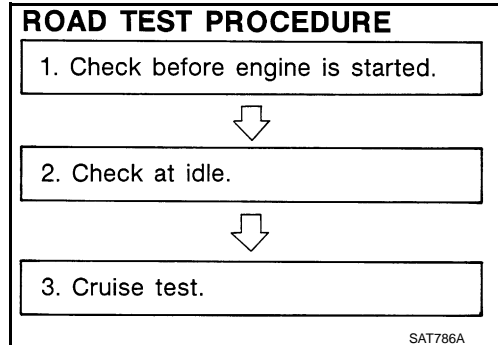 ROAD TEST PROCEDURE
1. Check before engine is started.
2. Check at idle.
3. Cruise test.
SAT786A